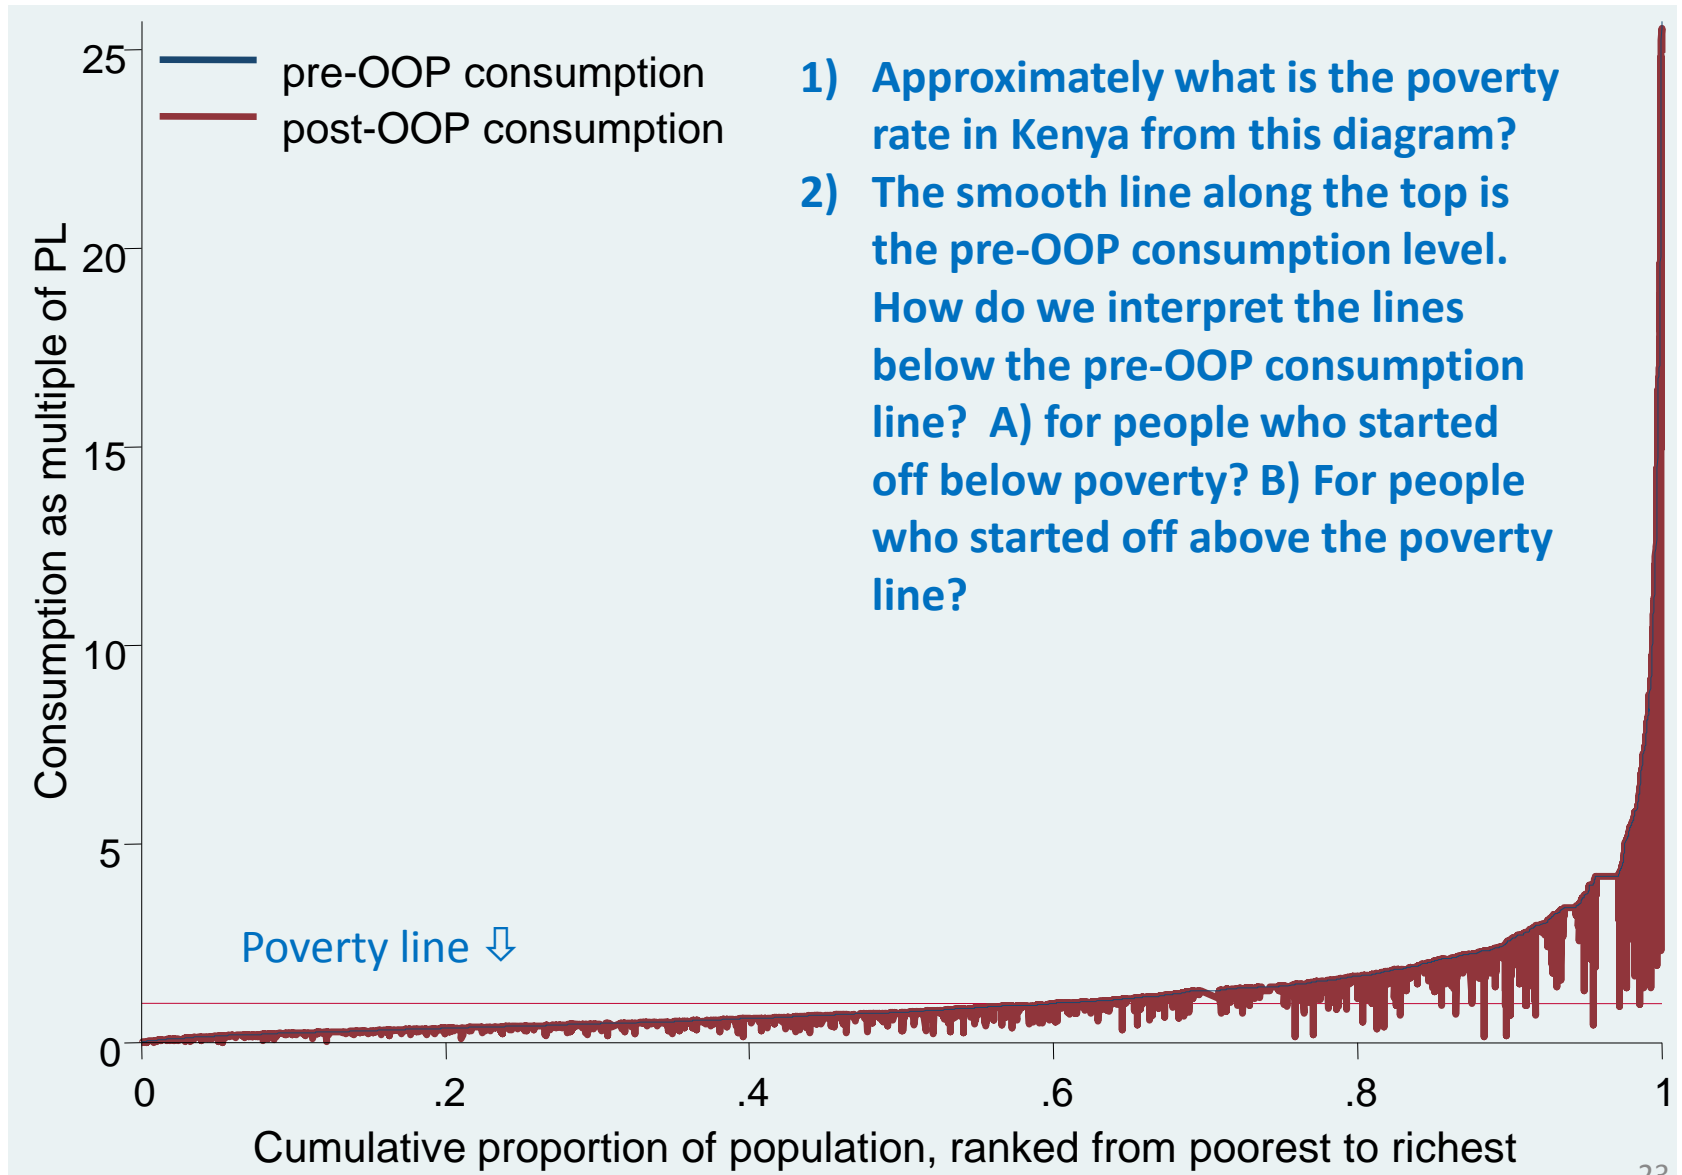 25
20
15
10
5
0
Consumption as multiple of PL
pre-OOP consumption
post-OOP consumption
1) Approximately what is the poverty
rate in Kenya from this diagram?
2) The smooth line along the top is
the pre-OOP consumption level.
How do we interpret the lines
below the pre-OOP consumption
line? A) for people who started
off below poverty? B) For people
who started off above the poverty
line?
Poverty line ⇩
0 .2 .4 .6 .8 1
Cumulative proportion of population, ranked from poorest to richest
23